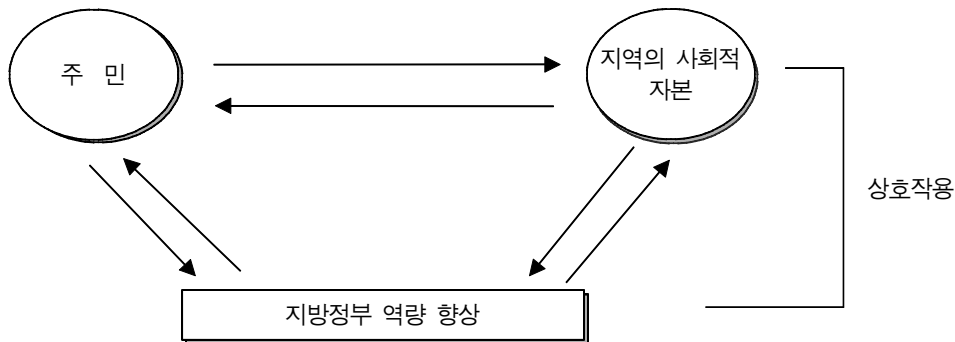 주 민
지역의 사회적
자본
상호작용
지방정부 역량 향상